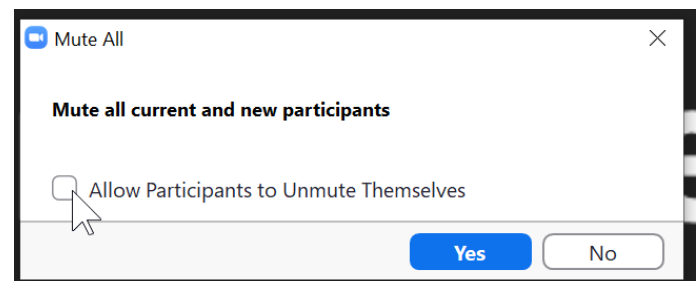 Mute All
Mute all current and new participants
Allow Participants to Unmute Themselves
Yes No